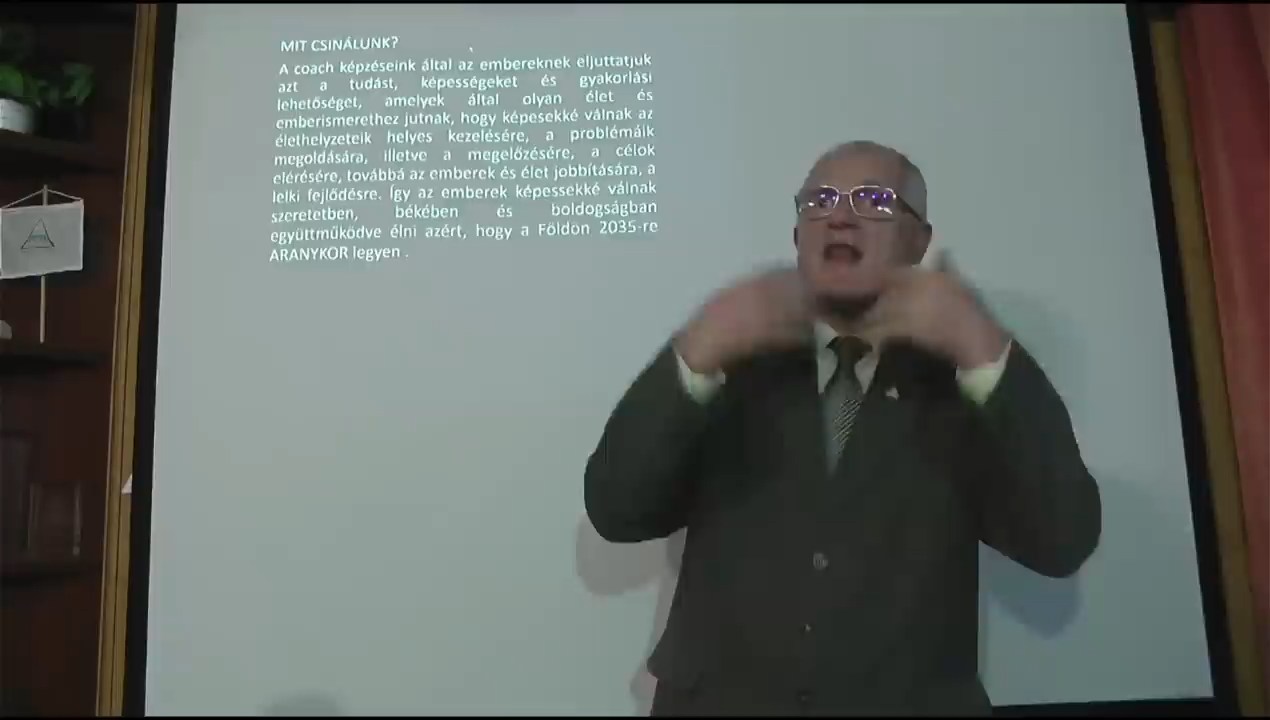 MIT CSINÁLUNK?
A coach képzéseink által az embereknek eljuttatjuk
azt a tudást, képességeket és gyakorlási
lehetőséget, amelyek által olyan élet és
emberismerethez jutnak, hogy képesekké válnak az
élethelyzeteik helyes kezelésére, a problémáik
megoldására, illetve a megelőzésére, a célok
elérésére, továbbá az emberek és élet jobbítására, a
lelki fejlődésre. Így az emberek képessekké válnak
szeretetben, békében és boldogságban
együttműködve élni azért, hogy a Földön 2035-re
ARANYKOR legyen .